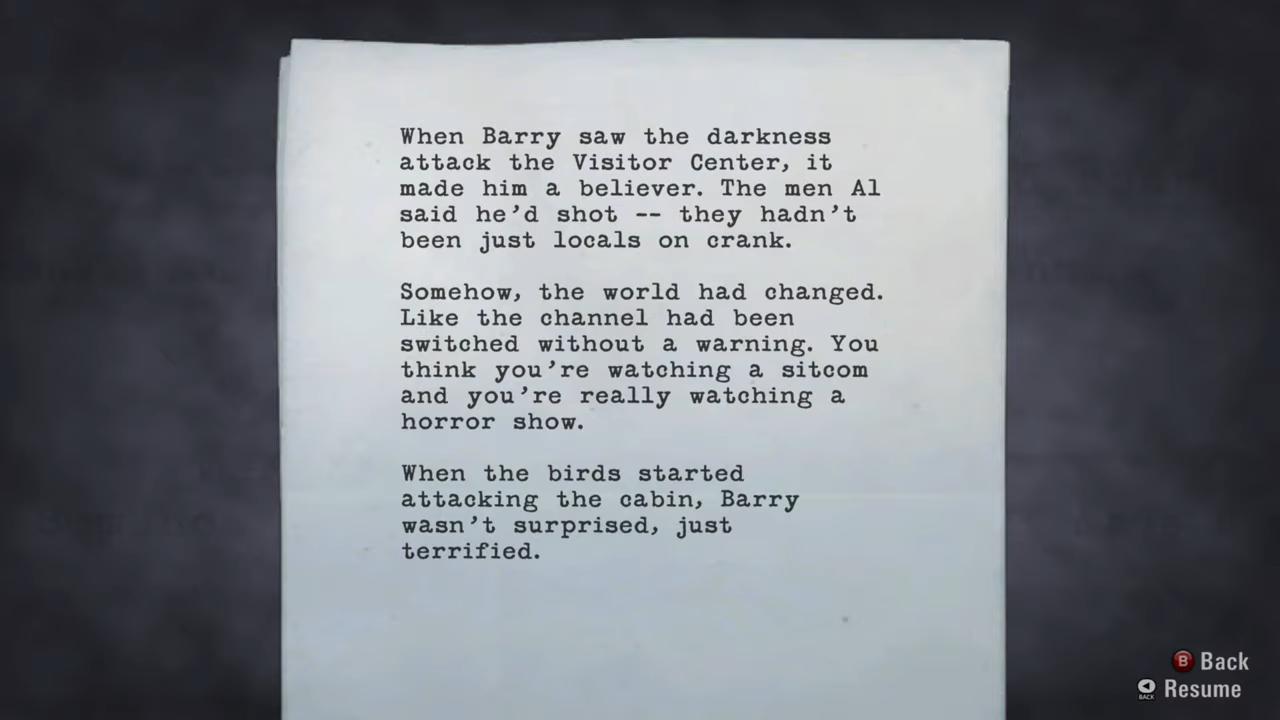 When Barry saw the darkness
attack the Visitor Center, it
made him a believer. The men Al
said he'd shot -- they hadn't
been just locals on crank.
Somehow, the world had changed.
Like the channel had been
switched without a warning. You
think you're watching a sitcom
and you're really watching a
horror show.
When the birds started
attacking the cabin, Barry
wasn't surprised, just
terrified.
B Back
BACK Resume